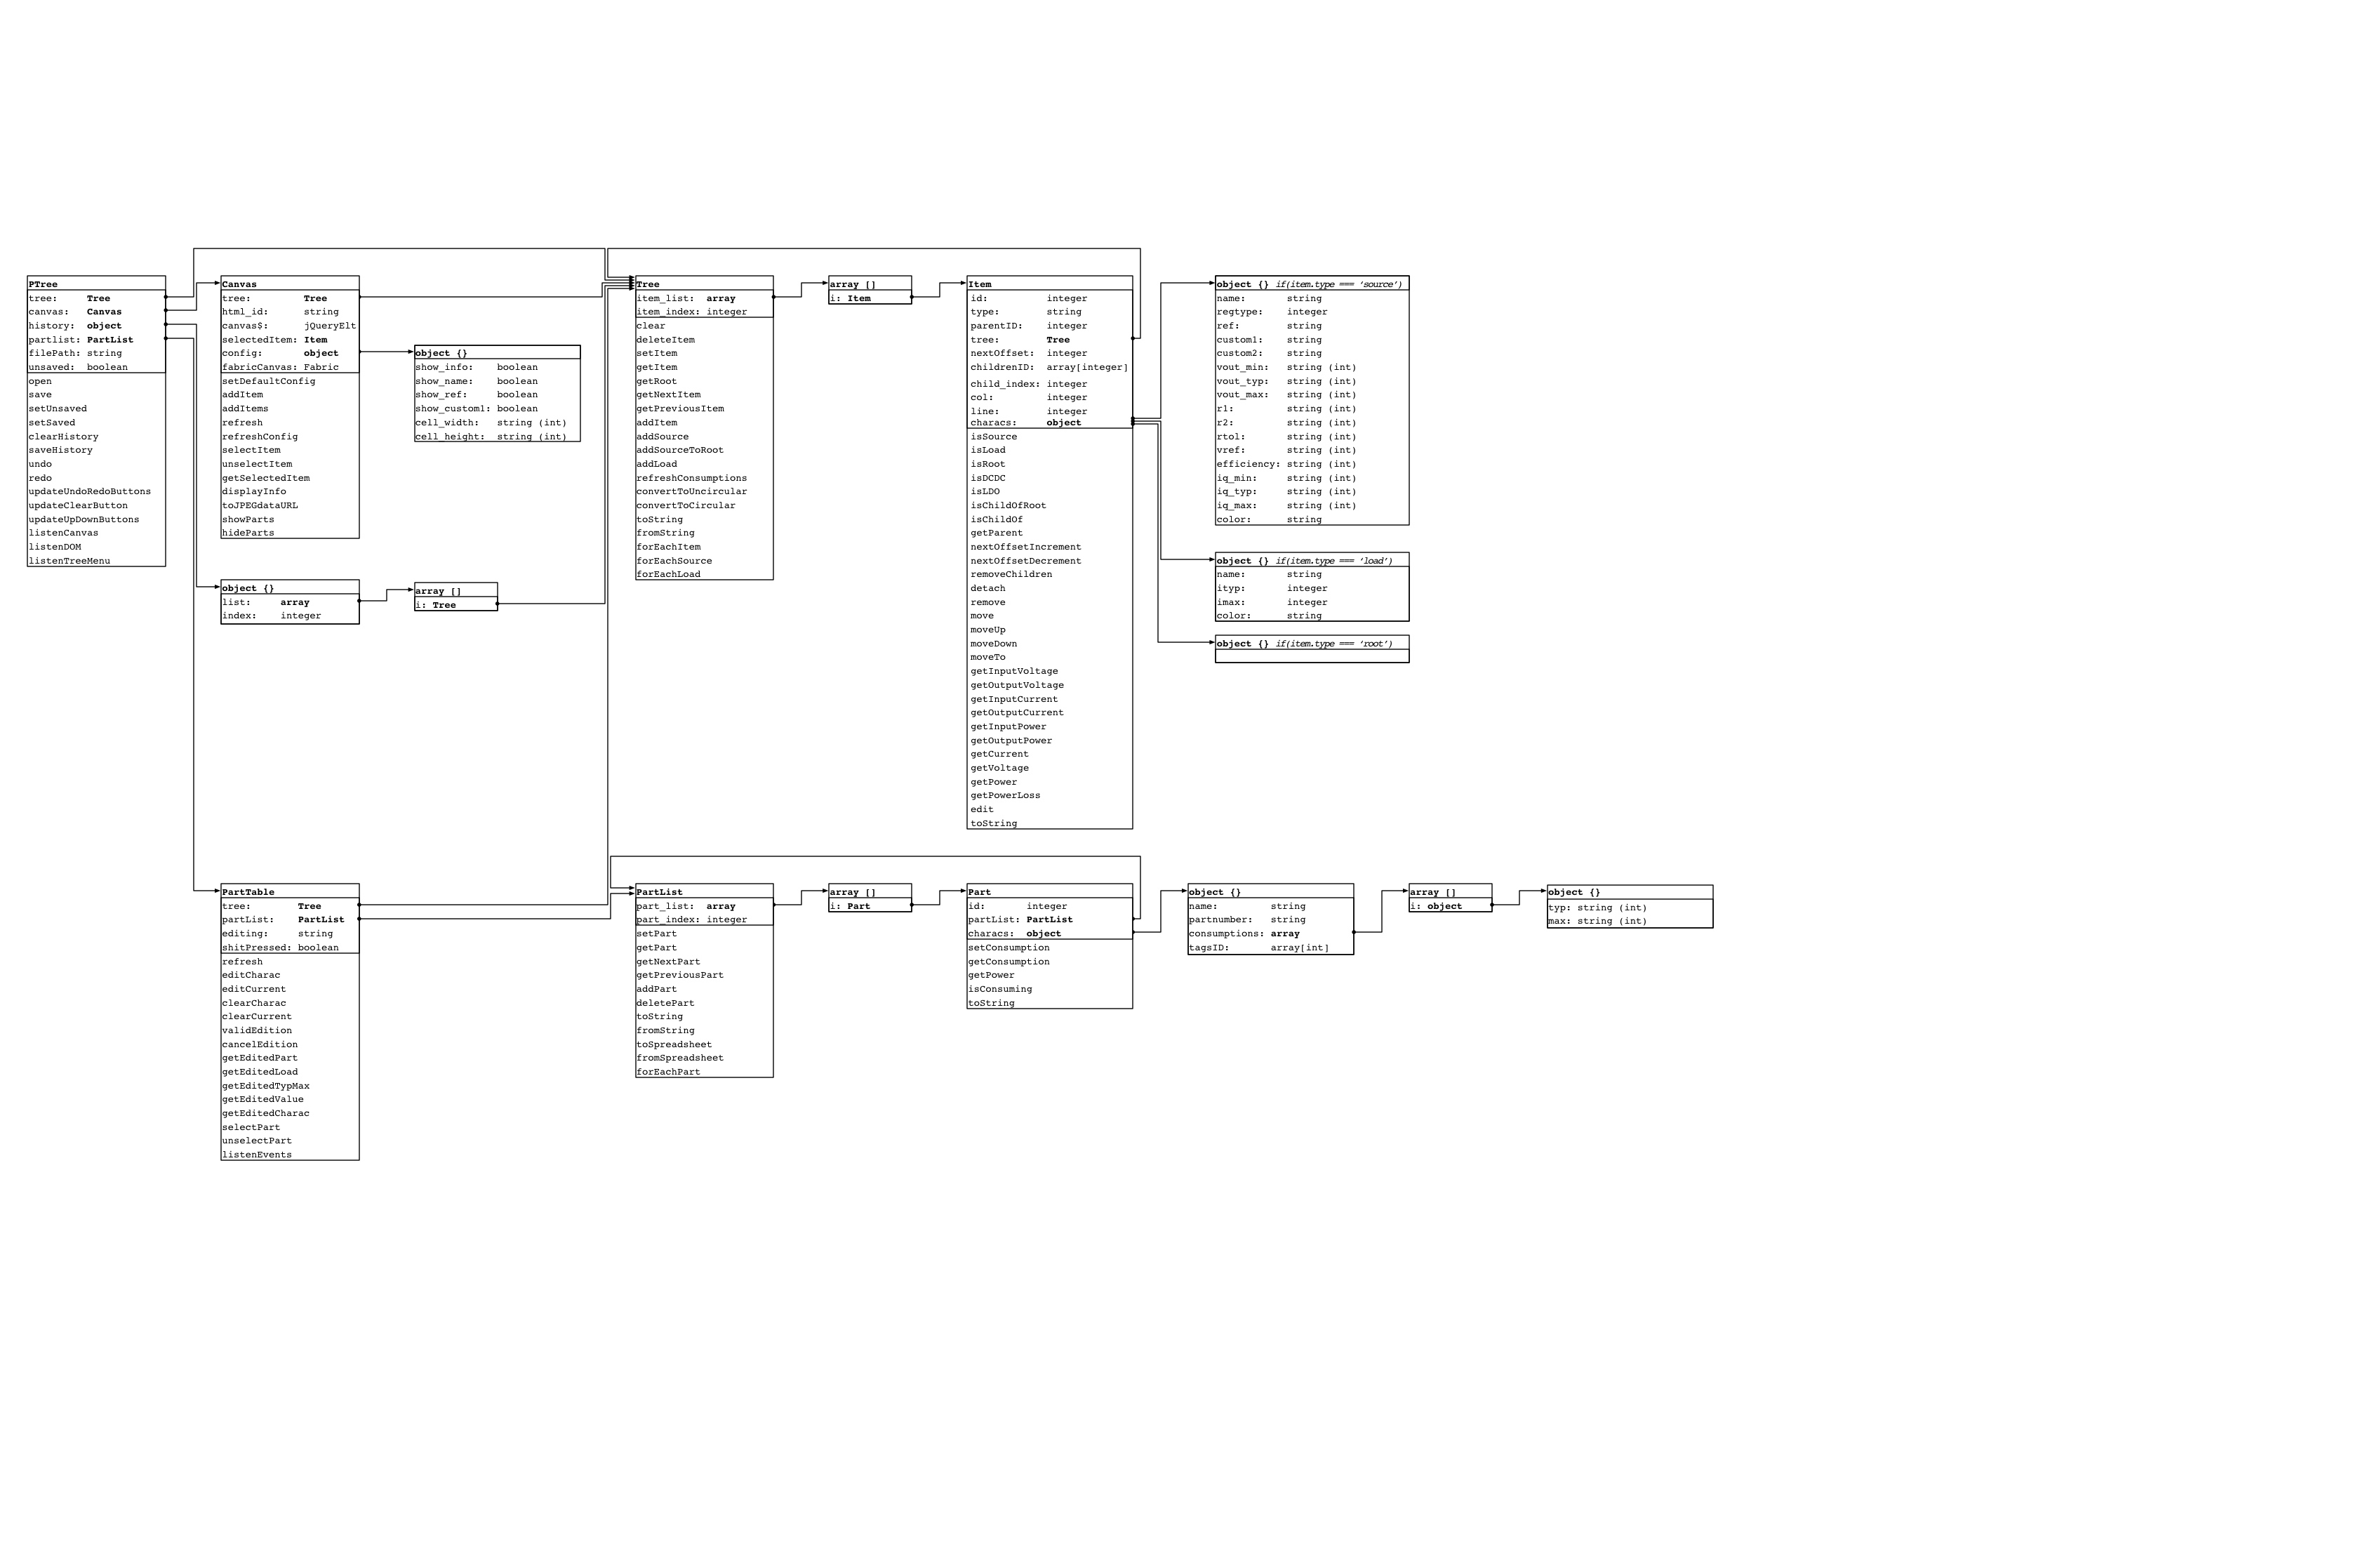 PTree
tree: Tree
canvas: Canvas
history: object
partlist: PartList
filePath: string
unsaved: boolean
open
save
setUnsaved
setSaved
clearHistory
saveHistory
undo
redo
updateUndoRedoButtons
updateClearButton
updateUpDownButtons
listenCanvas
listenDOM
listenTreeMenu
Canvas
tree: Tree
html_id: string
canvas$: jQueryElt
selectedItem: Item
config: object
fabricCanvas: Fabric
setDefaultConfig
addItem
addItems
refresh
refreshConfig
selectItem
unselectItem
getSelectedItem
displayInfo
toJPEGdataURL
showParts
hideParts
object {}
show_info: boolean
show_name: boolean
show_ref: boolean
show_custom1: boolean
cell_width: string (int)
cell_height: string (int)
object {}
list: array
index: integer
array []
i: Tree
Tree
item_list: array
item_index: integer
clear
deleteItem
setItem
getItem
getRoot
getNextItem
getPreviousItem
addItem
addSource
addSourceToRoot
addLoad
refreshConsumptions
convertToUncircular
convertToCircular
toString
fromString
forEachItem
forEachSource
forEachLoad
array []
i: Item
Item
id: integer
type: string
parentID: integer
tree: Tree
nextOffset: integer
childrenID: array[integer]
child_index: integer
col: integer
line: integer
characs: object
isSource
isLoad
isRoot
isDCDC
isLDO
isChildOfRoot
isChildOf
getParent
nextOffsetIncrement
nextOffsetDecrement
removeChildren
detach
remove
move
moveUp
moveDown
moveTo
getInputVoltage
getOutputVoltage
getInputCurrent
getOutputCurrent
getInputPower
getOutputPower
getCurrent
getVoltage
getPower
getPowerLoss
edit
toString
object {} if(item.type === ‘source’)
name: string
regtype: integer
ref: string
custom1: string
custom2: string
vout_min: string (int)
vout_typ: string (int)
vout_max: string (int)
r1: string (int)
r2: string (int)
rtol: string (int)
vref: string (int)
efficiency: string (int)
iq_min: string (int)
iq_typ: string (int)
iq_max: string (int)
color: string
object {} if(item.type === ‘load’)
name: string
ityp: integer
imax: integer
color: string
object {} if(item.type === ‘root’)
PartTable
tree: Tree
partList: PartList
editing: string
shitPressed: boolean
refresh
editCharac
editCurrent
clearCharac
clearCurrent
validEdition
cancelEdition
getEditedPart
getEditedLoad
getEditedTypMax
getEditedValue
getEditedCharac
selectPart
unselectPart
listenEvents
PartList
part_list: array
part_index: integer
setPart
getPart
getNextPart
getPreviousPart
addPart
deletePart
toString
fromString
toSpreadsheet
fromSpreadsheet
forEachPart
array []
i: Part
Part
id: integer
partList: PartList
characs: object
setConsumption
getConsumption
getPower
isConsuming
toString
object {}
name: string
partnumber: string
consumptions: array
tagsID: array[int]
array []
i: object
object {}
typ: string (int)
max: string (int)